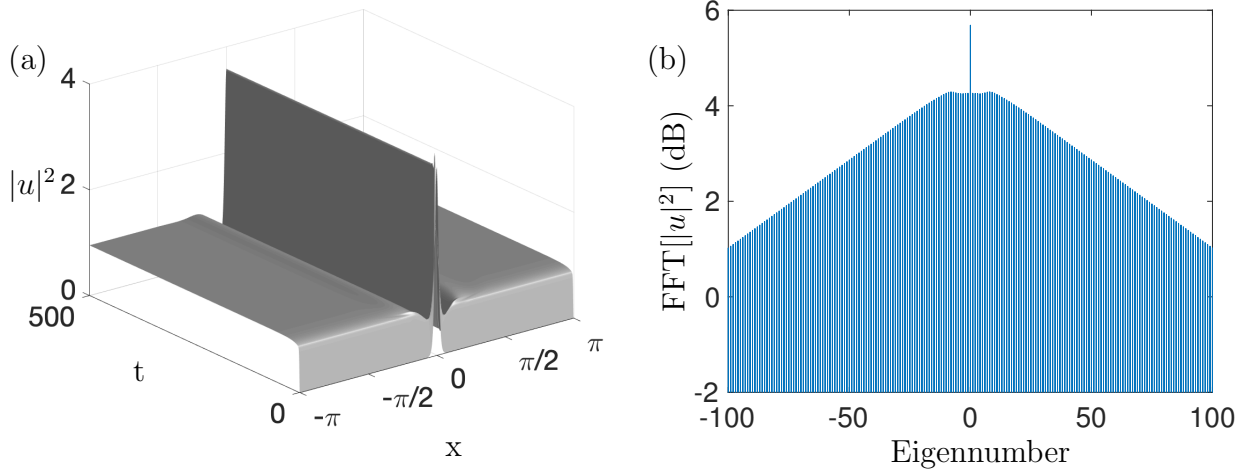 (a)
4
2
0
|u|²
500
t
0
-π
-π/2
0
π/2
π
x
(b)
6
4
2
0
-2
FFT[|u|²] (dB)
-100
-50
0
50
100
Eigennumber